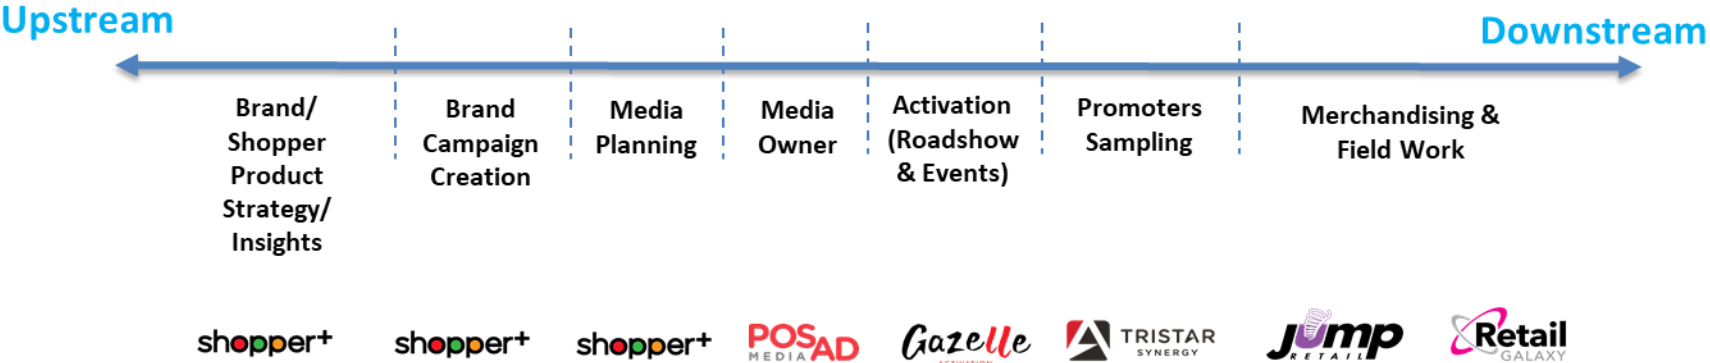 Upstream
Downstream
Brand/
Shopper
Product
Strategy/
Insights
Brand
Campaign
Creation
Media
Planning
Media
Owner
Activation
(Roadshow
& Events)
Promoters
Sampling
Merchandising &
Field Work
shopper+
shopper+
shopper+
POSAD
MEDIA
Gazelle
ACTIVATION
TRISTAR
SYNERGY
jump
RETAIL
Retail
GALAXY